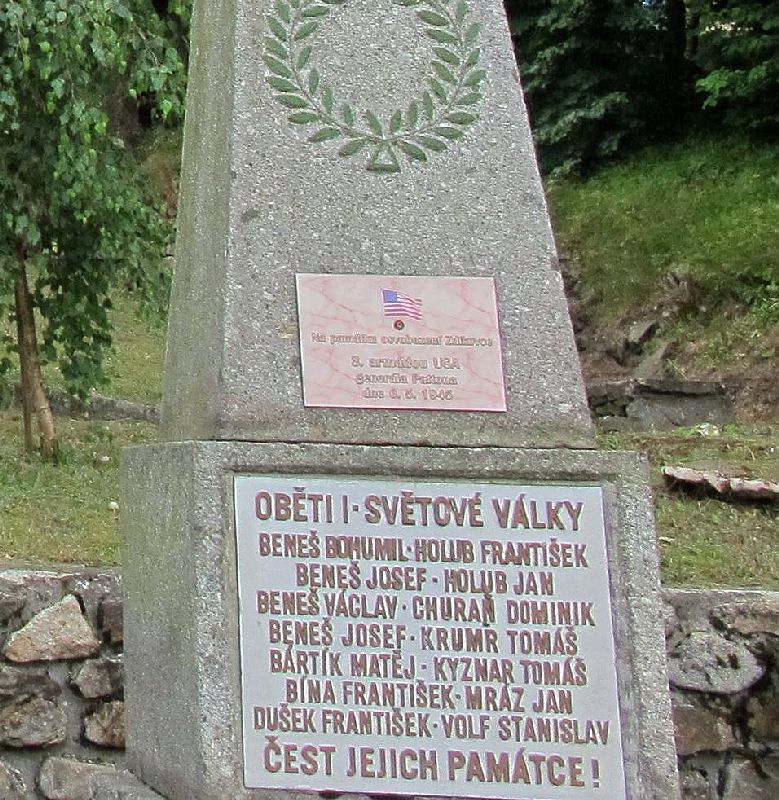 Na památku osvobození Zdíkovce
3. armádou USA
generála Pattona
dne 6. 5. 1945
OBĚTI I·SVĚTOVÉ VÁLKY
BENEŠ BOHUMIL·HOLUB FRANTIŠEK
BENEŠ JOSEF·HOLUB JAN
BENEŠ VÁCLAV·CHURAŇ DOMINIK
BENEŠ JOSEF·KRUMR TOMÁŠ
BÁRTÍK MATĚJ·KYZNAR TOMÁŠ
BÍNA FRANTIŠEK·MRÁZ JAN
DUŠEK FRANTIŠEK·VOLF STANISLAV
ČEST JEJICH PAMÁTCE!